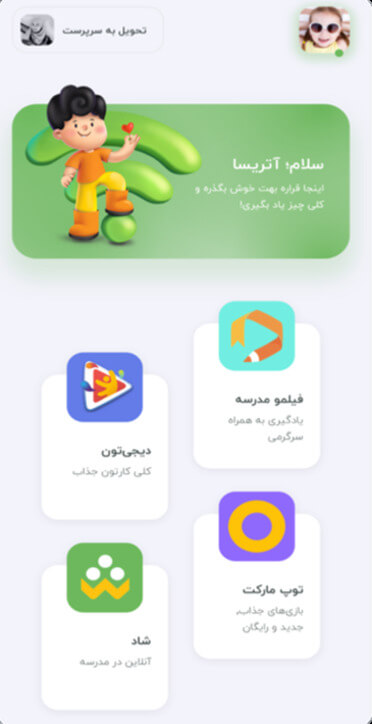 تحویل به سرپرست
سلام؛ آتریسا
اینجا قراره بهت خوش بگذره و
کلی چیز یاد بگیری!
فیلمو مدرسه
یادگیری به همراه
سرگرمی
دیجی‌تون
کلی کارتون جذاب
توپ مارکت
بازی‌های جذاب،
جدید و رایگان
شاد
آنلاین در مدرسه